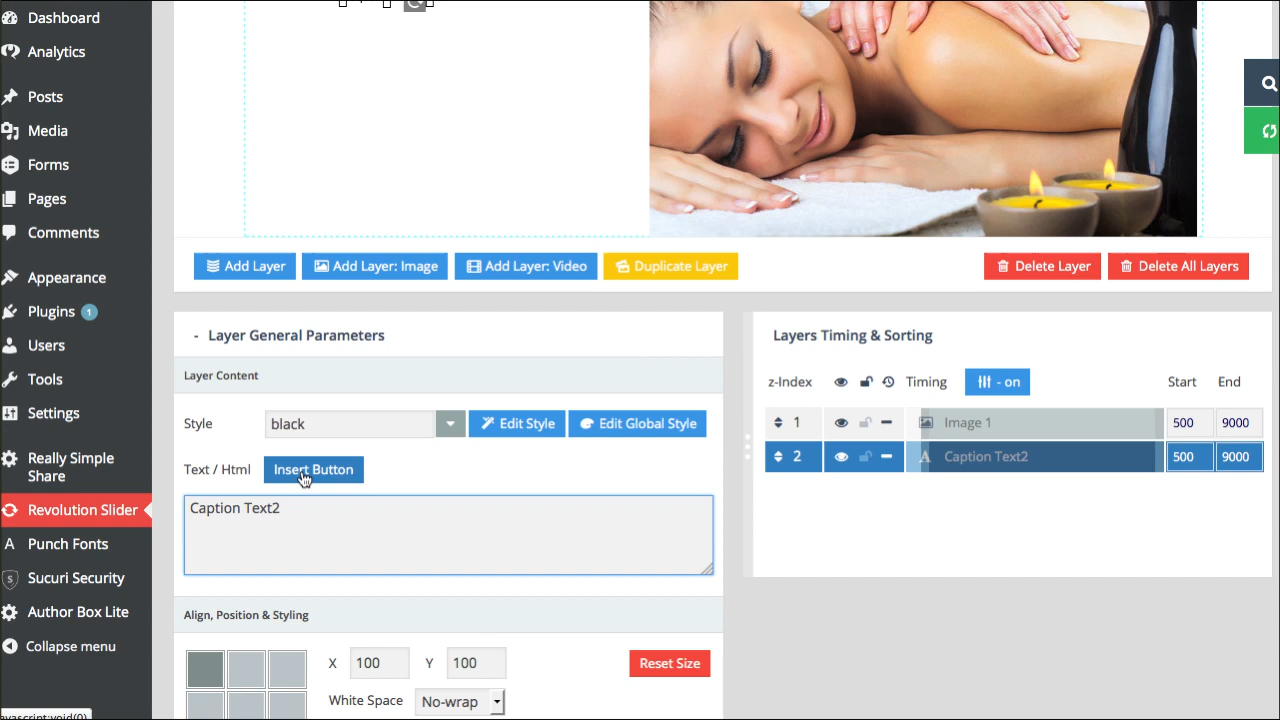 Dashboard
Analytics
Posts
Media
Forms
Pages
Comments
Appearance
Plugins 1
Users
Tools
Settings
Really Simple
Share
Revolution Slider
A Punch Fonts
S Sucuri Security
Author Box Lite
Collapse menu
Add Layer Add Layer: Image Add Layer: Video Duplicate Layer Delete Layer Delete All Layers
- Layer General Parameters
Layer Content
Style black Edit Style Edit Global Style
Text / Html Insert Button
Caption Text2
Align, Position & Styling
X 100 Y 100 Reset Size
White Space No-wrap
Layers Timing & Sorting
z-Index Timing - on Start End
1 Image 1 500 9000
2 A Caption Text2 500 9000
avascript:void(0)